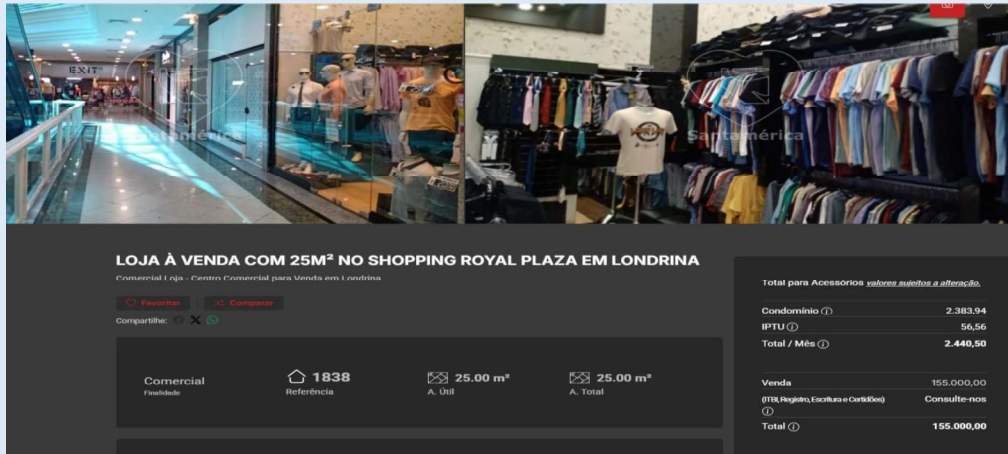 EXIT
Santamérica
Santamérica
LOJA À VENDA COM 25M² NO SHOPPING ROYAL PLAZA EM LONDRINA
Comercial Loja - Centro Comercial para Venda em Londrina
Favoritar
Comparar
Compartilhe:
Comercial
Finalidade
1838
Referência
25.00 m²
A. Útil
25.00 m²
A. Total
Total para Acessórios valores sujeitos a alteração.
Condomínio 2.383,94
IPTU 56,56
Total / Mês 2.440,50
Venda 155.000,00
(ITBI, Registro, Escritura e Certidões) Consulte-nos
Total 155.000,00